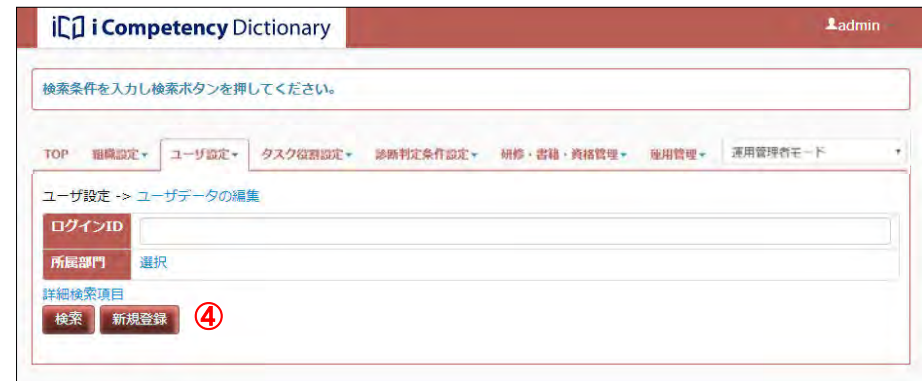 iCD i Competency Dictionary admin
検索条件を入力し検索ボタンを押してください。
TOP 組織設定 ユーザ設定 タスク役割設定 診断判定条件設定 研修・書籍・資格管理 運用管理 運用管理者モード
ユーザ設定 -> ユーザデータの編集
ログインID
所属部門 選択
詳細検索項目
検索 新規登録 ④